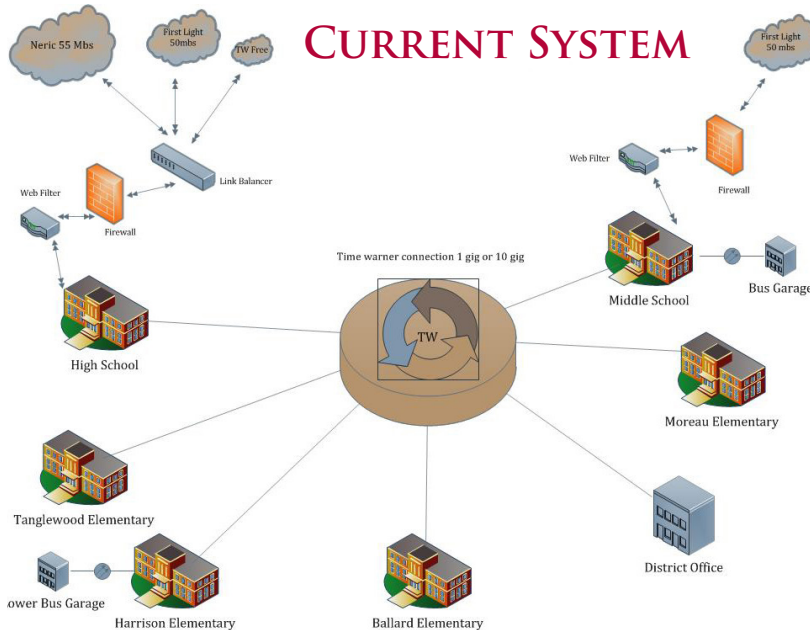 CURRENT SYSTEM
Neric 55 Mbs
First Light
50mbs
TW Free
First Light
50 mbs
Link Balancer
Web Filter
Firewall
Web Filter
Firewall
Time warner connection 1 gig or 10 gig
TW
High School
Middle School
Bus Garage
Moreau Elementary
Tanglewood Elementary
District Office
ower Bus Garage
Harrison Elementary
Ballard Elementary